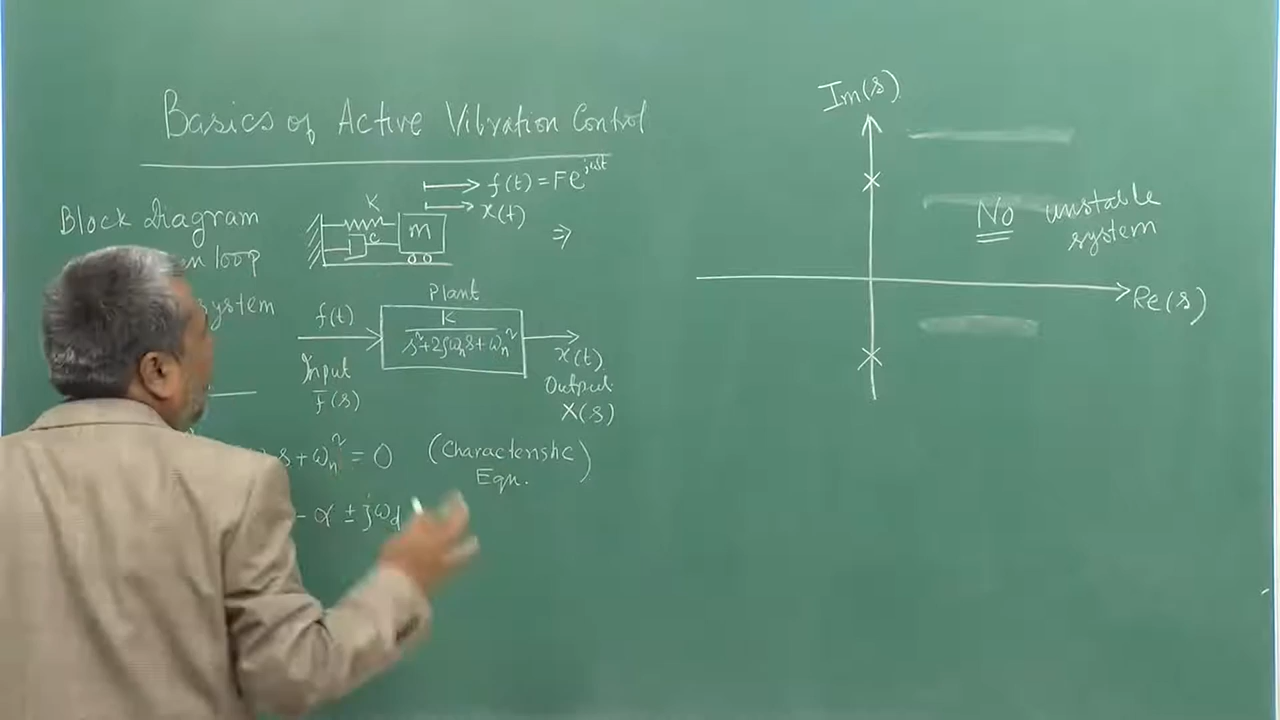 Basics of Active Vibration Control
f(t) = Fe^{jωt}
x(t)
K
c
m
⇒
Block Diagram
loop
system
Plant
f(t)
K
s²+2ζωₙs+ωₙ²
x(t)
Input
F(s)
Output
X(s)
s+ωₙ² = 0
(Characteristic
Eqn.)
- α ± jω_d
Im(s)
No unstable
system
Re(s)